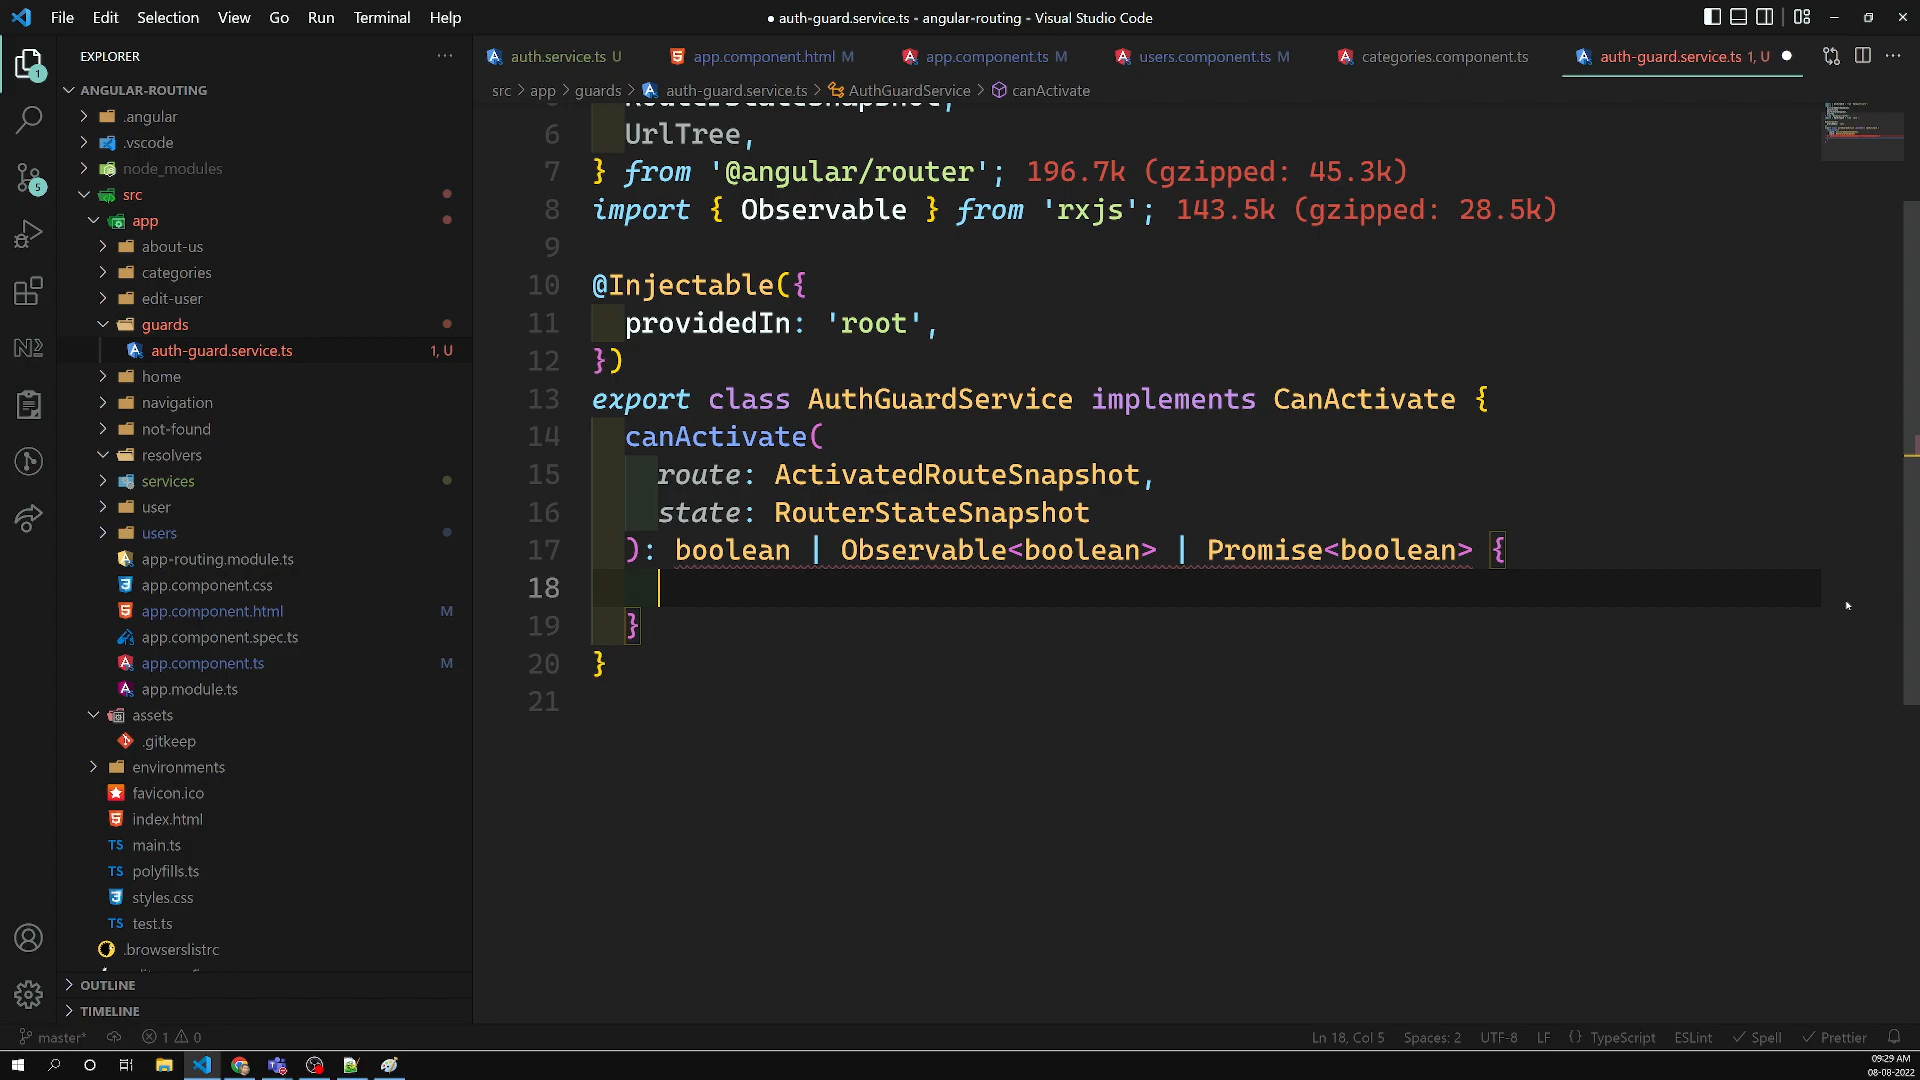 File Edit Selection View Go Run Terminal Help
● auth-guard.service.ts - angular-routing - Visual Studio Code
EXPLORER
ANGULAR-ROUTING
.angular
.vscode
node_modules
src
app
about-us
categories
edit-user
guards
auth-guard.service.ts 1, U
home
navigation
not-found
resolvers
services
user
users
app-routing.module.ts
app.component.css
app.component.html M
app.component.spec.ts
app.component.ts M
app.module.ts
assets
.gitkeep
environments
favicon.ico
index.html
main.ts
polyfills.ts
styles.css
test.ts
.browserslistrc
OUTLINE
TIMELINE
auth.service.ts U app.component.html M app.component.ts M users.component.ts M categories.component.ts auth-guard.service.ts 1, U
src > app > guards > auth-guard.service.ts > AuthGuardService > canActivate
RouterStateSnapshot,
6 UrlTree,
7 } from '@angular/router'; 196.7k (gzipped: 45.3k)
8 import { Observable } from 'rxjs'; 143.5k (gzipped: 28.5k)
9
10 @Injectable({
11 providedIn: 'root',
12 })
13 export class AuthGuardService implements CanActivate {
14 canActivate(
15 route: ActivatedRouteSnapshot,
16 state: RouterStateSnapshot
17 ): boolean | Observable<boolean> | Promise<boolean> {
18
19 }
20 }
21
master* 1 0 Ln 18, Col 5 Spaces: 2 UTF-8 LF {} TypeScript ESLint Spell Prettier
09:29 AM
08-08-2022